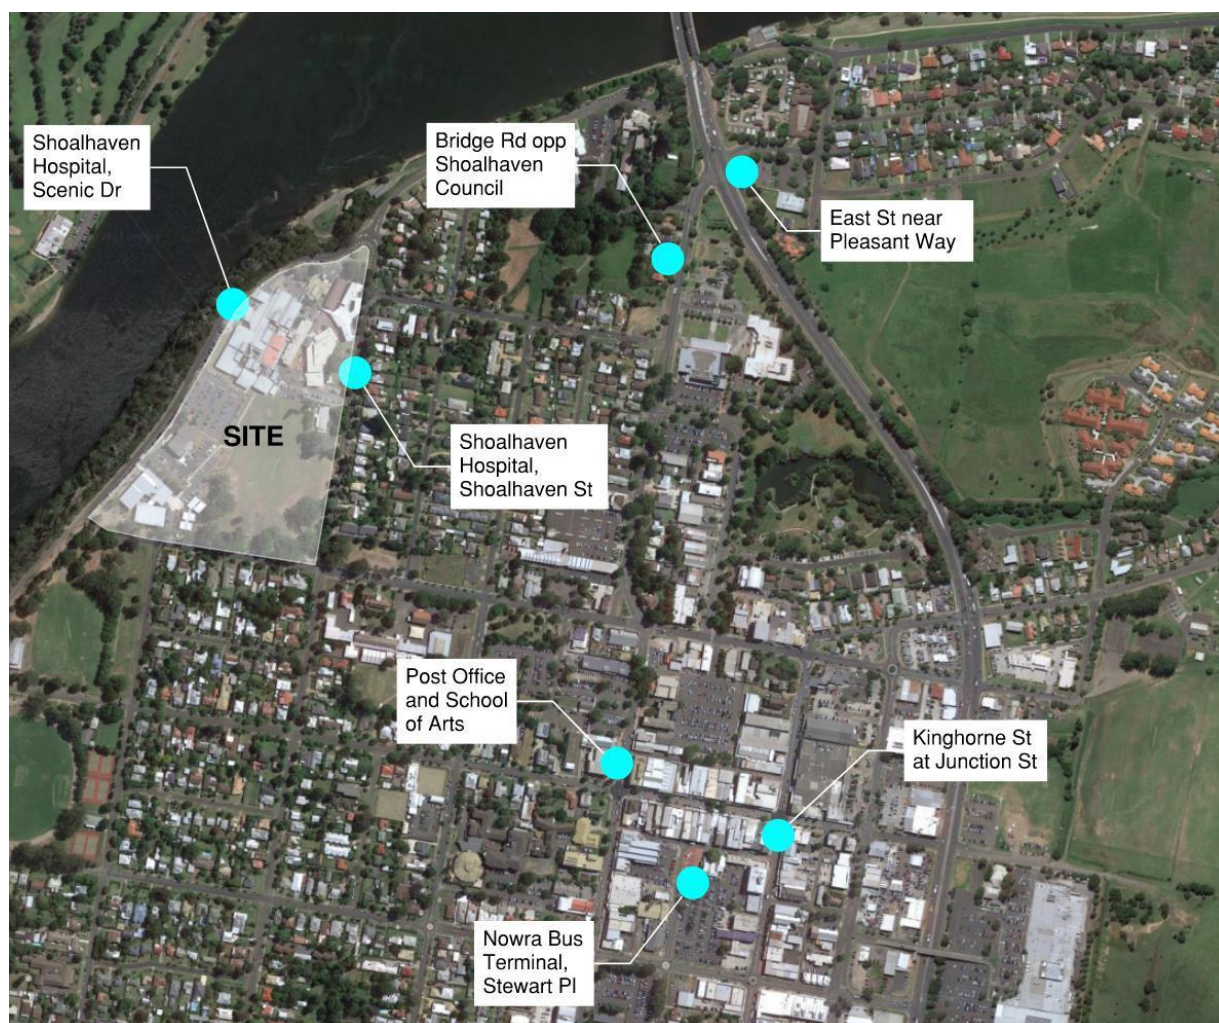 Shoalhaven
Hospital,
Scenic Dr
Bridge Rd opp
Shoalhaven
Council
East St near
Pleasant Way
SITE
Shoalhaven
Hospital,
Shoalhaven St
Post Office
and School
of Arts
Kinghorne St
at Junction St
Nowra Bus
Terminal,
Stewart Pl